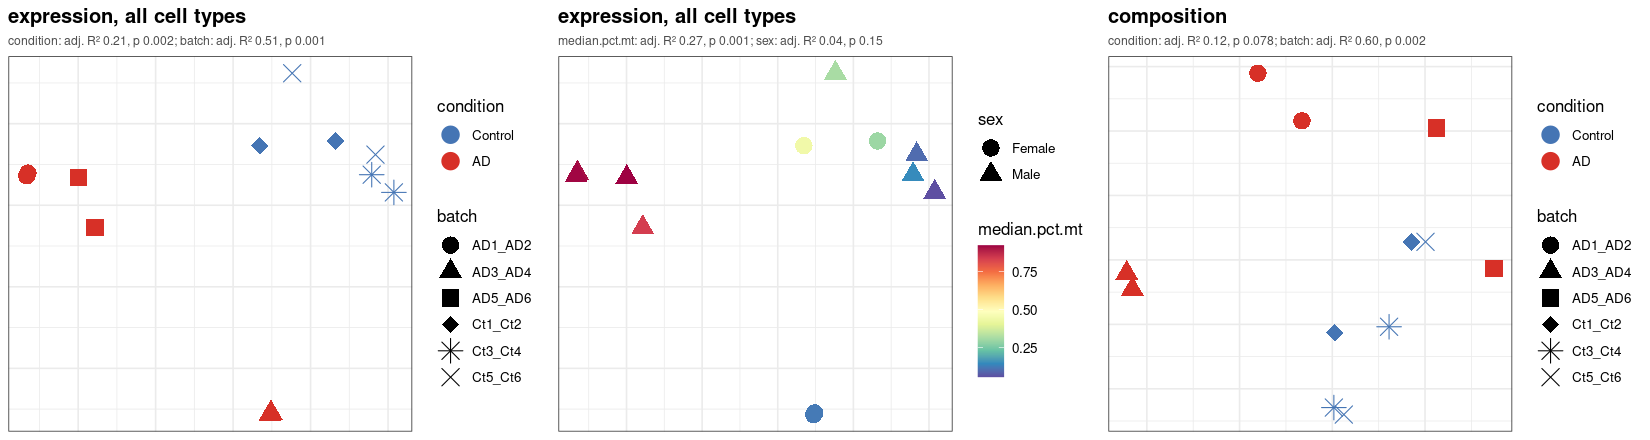 expression, all cell types
condition: adj. R² 0.21, p 0.002; batch: adj. R² 0.51, p 0.001
condition
Control
AD
batch
AD1_AD2
AD3_AD4
AD5_AD6
Ct1_Ct2
Ct3_Ct4
Ct5_Ct6
expression, all cell types
median.pct.mt: adj. R² 0.27, p 0.001; sex: adj. R² 0.04, p 0.15
sex
Female
Male
median.pct.mt
0.75
0.50
0.25
composition
condition: adj. R² 0.12, p 0.078; batch: adj. R² 0.60, p 0.002
condition
Control
AD
batch
AD1_AD2
AD3_AD4
AD5_AD6
Ct1_Ct2
Ct3_Ct4
Ct5_Ct6